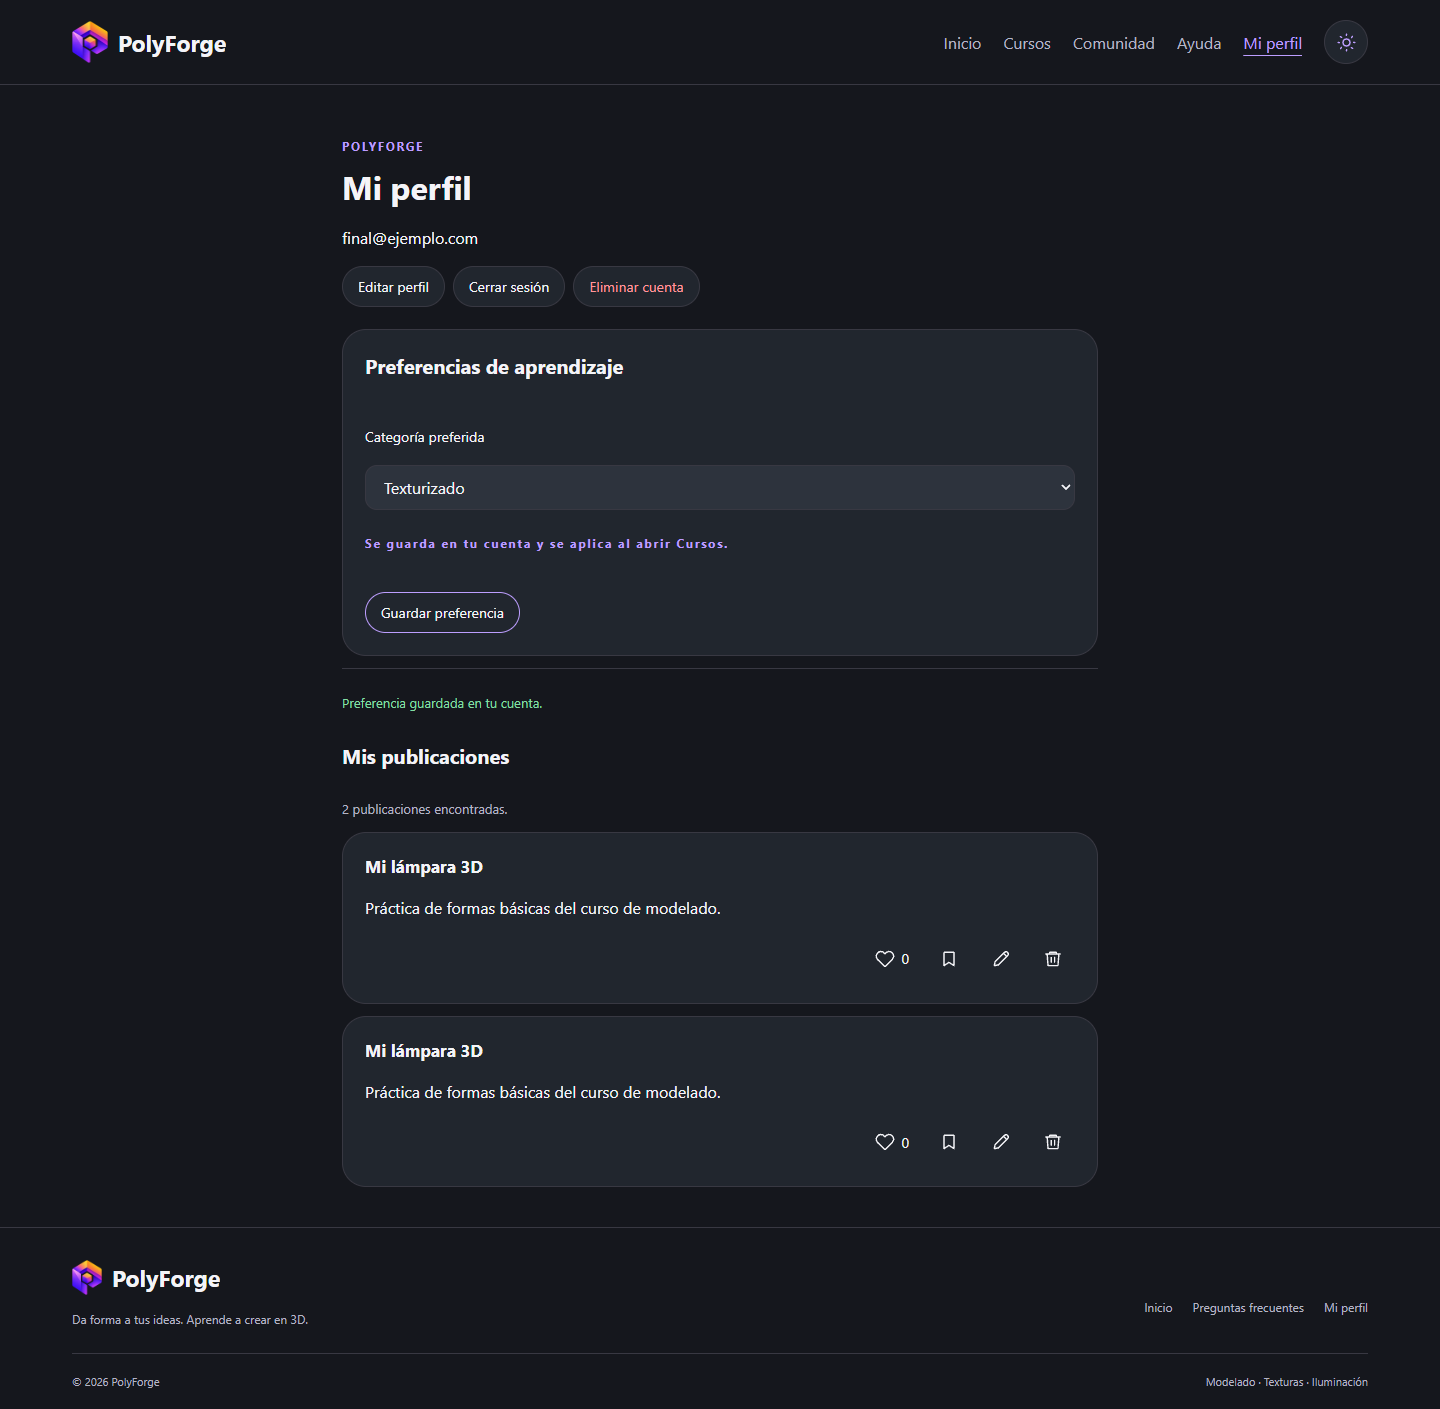 PolyForge
Inicio Cursos Comunidad Ayuda Mi perfil
POLYFORGE
Mi perfil
final@ejemplo.com
Editar perfil Cerrar sesión Eliminar cuenta
Preferencias de aprendizaje
Categoría preferida
Texturizado
Se guarda en tu cuenta y se aplica al abrir Cursos.
Guardar preferencia
Preferencia guardada en tu cuenta.
Mis publicaciones
2 publicaciones encontradas.
Mi lámpara 3D
Práctica de formas básicas del curso de modelado.
0
Mi lámpara 3D
Práctica de formas básicas del curso de modelado.
0
PolyForge
Da forma a tus ideas. Aprende a crear en 3D.
Inicio Preguntas frecuentes Mi perfil
© 2026 PolyForge
Modelado · Texturas · Iluminación